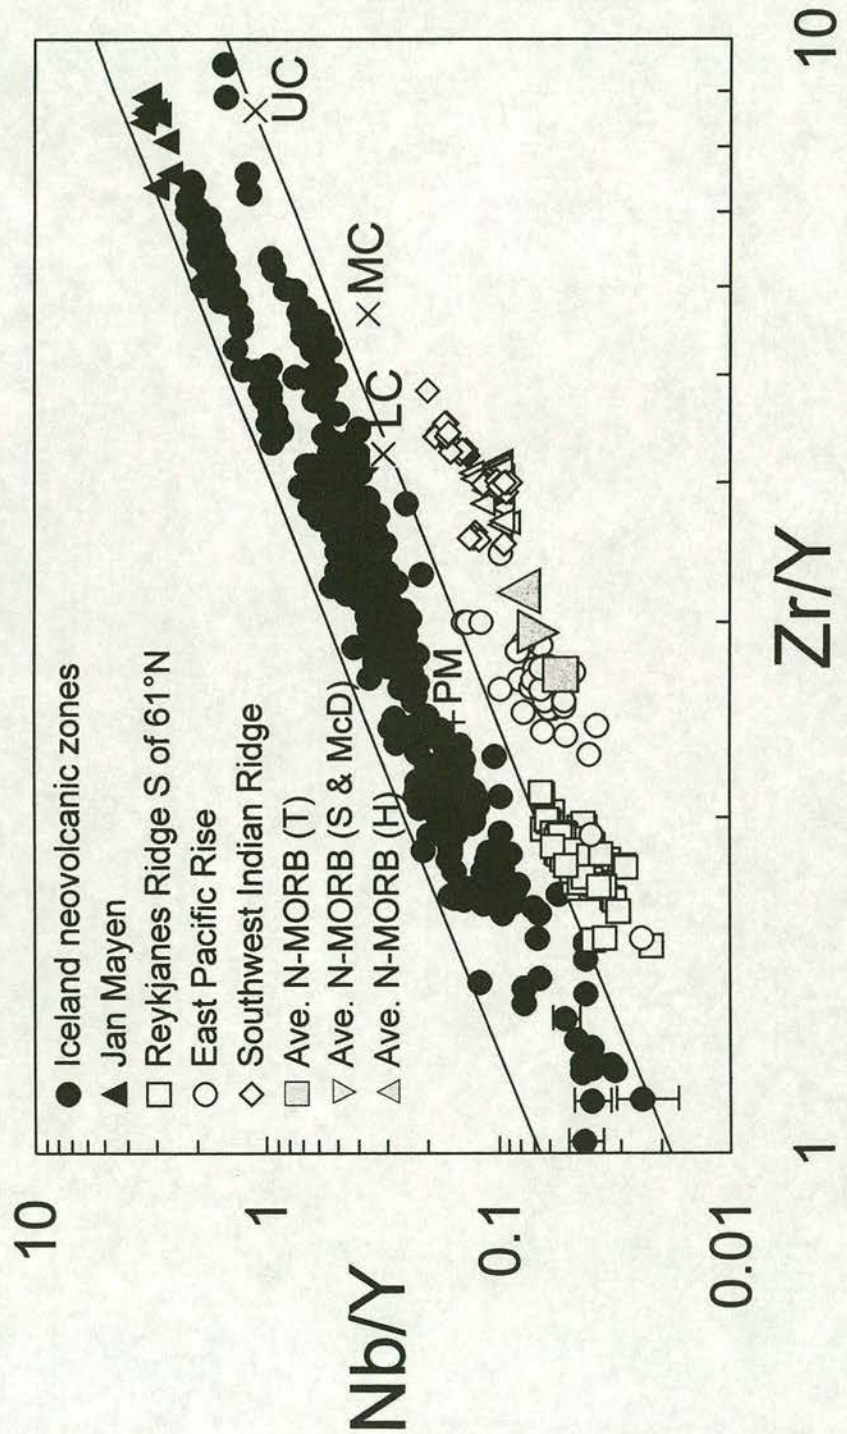 10
1
0.1
0.01
Nb/Y
● Iceland neovolcanic zones
▲ Jan Mayen
□ Reykjanes Ridge S of 61°N
○ East Pacific Rise
◇ Southwest Indian Ridge
□ Ave. N-MORB (T)
▽ Ave. N-MORB (S & McD)
△ Ave. N-MORB (H)
+PM
×LC
×MC
×UC
1
Zr/Y
10